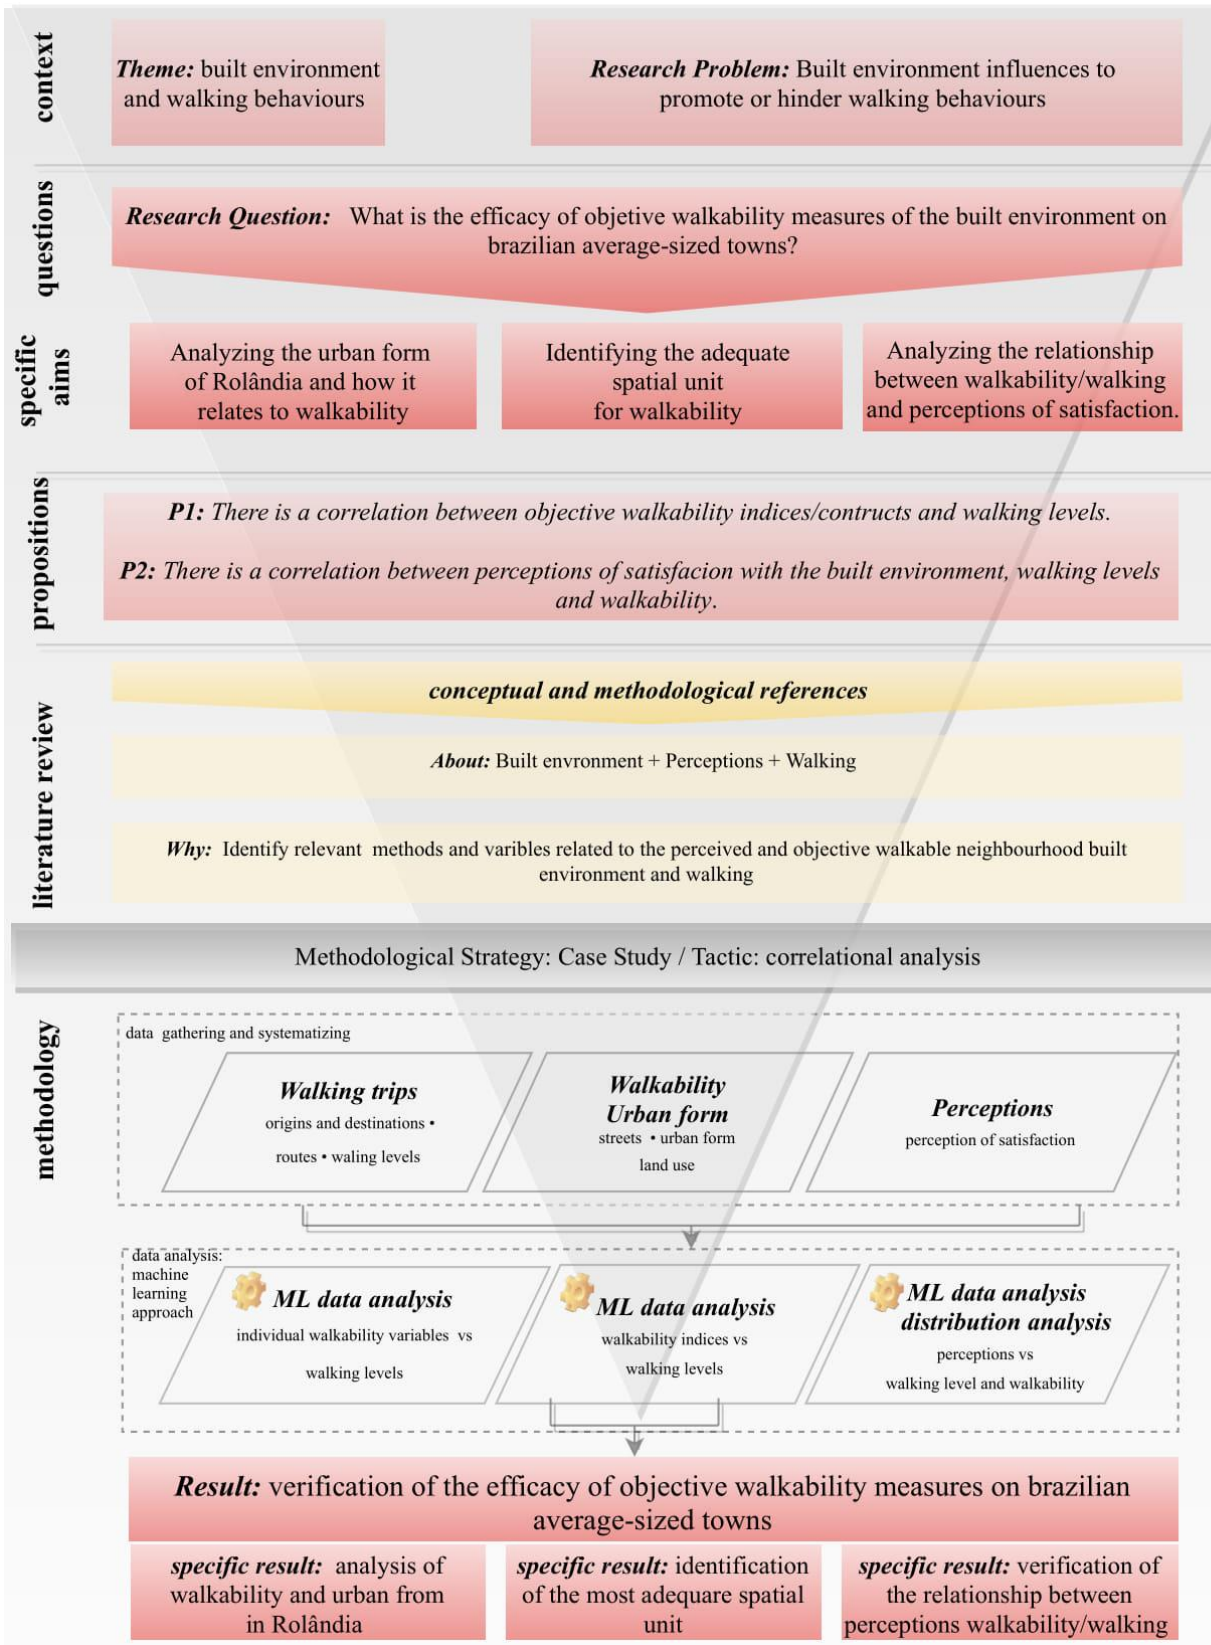 context
Theme: built environment
and walking behaviours
Research Problem: Built environment influences to
promote or hinder walking behaviours
questions
Research Question: What is the efficacy of objetive walkability measures of the built environment on
brazilian average-sized towns?
specific
aims
Analyzing the urban form
of Rolândia and how it
relates to walkability
Identifying the adequate
spatial unit
for walkability
Analyzing the relationship
between walkability/walking
and perceptions of satisfaction.
propositions
P1: There is a correlation between objective walkability indices/contructs and walking levels.
P2: There is a correlation between perceptions of satisfacion with the built environment, walking levels
and walkability.
literature review
conceptual and methodological references
About: Built envronment + Perceptions + Walking
Why: Identify relevant methods and varibles related to the perceived and objective walkable neighbourhood built
environment and walking
Methodological Strategy: Case Study / Tactic: correlational analysis
methodology
data gathering and systematizing
Walking trips
origins and destinations •
routes • waling levels
Walkability
Urban form
streets • urban form
land use
Perceptions
perception of satisfaction
data analysis:
machine
learning
approach
ML data analysis
individual walkability variables vs
walking levels
ML data analysis
walkability indices vs
walking levels
ML data analysis
distribution analysis
perceptions vs
walking level and walkability
Result: verification of the efficacy of objective walkability measures on brazilian
average-sized towns
specific result: analysis of
walkability and urban from
in Rolândia
specific result: identification
of the most adequare spatial
unit
specific result: verification of
the relationship between
perceptions walkability/walking